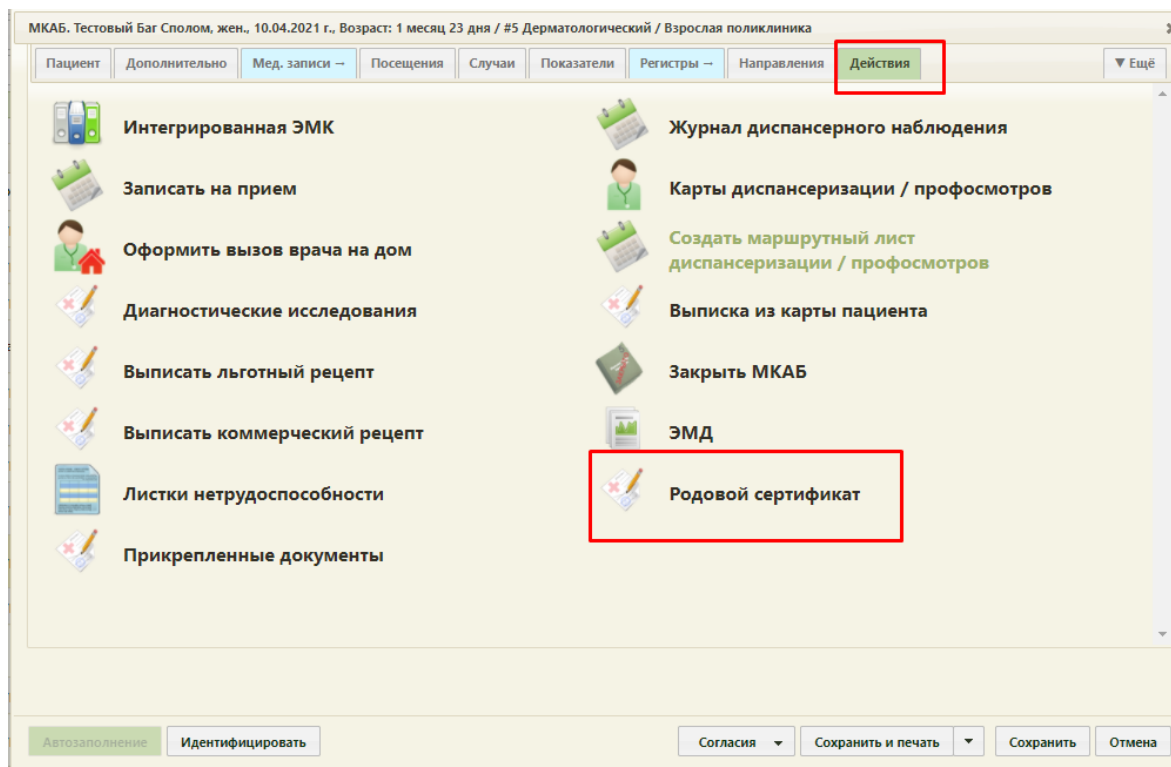 МКАБ. Тестовый Баг Сполом, жен., 10.04.2021 г., Возраст: 1 месяц 23 дня / #5 Дерматологический / Взрослая поликлиника
Пациент Дополнительно Мед. записи → Посещения Случаи Показатели Регистры → Направления Действия ▼ Ещё
Интегрированная ЭМК
Журнал диспансерного наблюдения
Записать на прием
Карты диспансеризации / профосмотров
Оформить вызов врача на дом
Создать маршрутный лист
диспансеризации / профосмотров
Диагностические исследования
Выписка из карты пациента
Выписать льготный рецепт
Закрыть МКАБ
Выписать коммерческий рецепт
ЭМД
Листки нетрудоспособности
Родовой сертификат
Прикрепленные документы
Автозаполнение Идентифицировать Согласия Сохранить и печать Сохранить Отмена